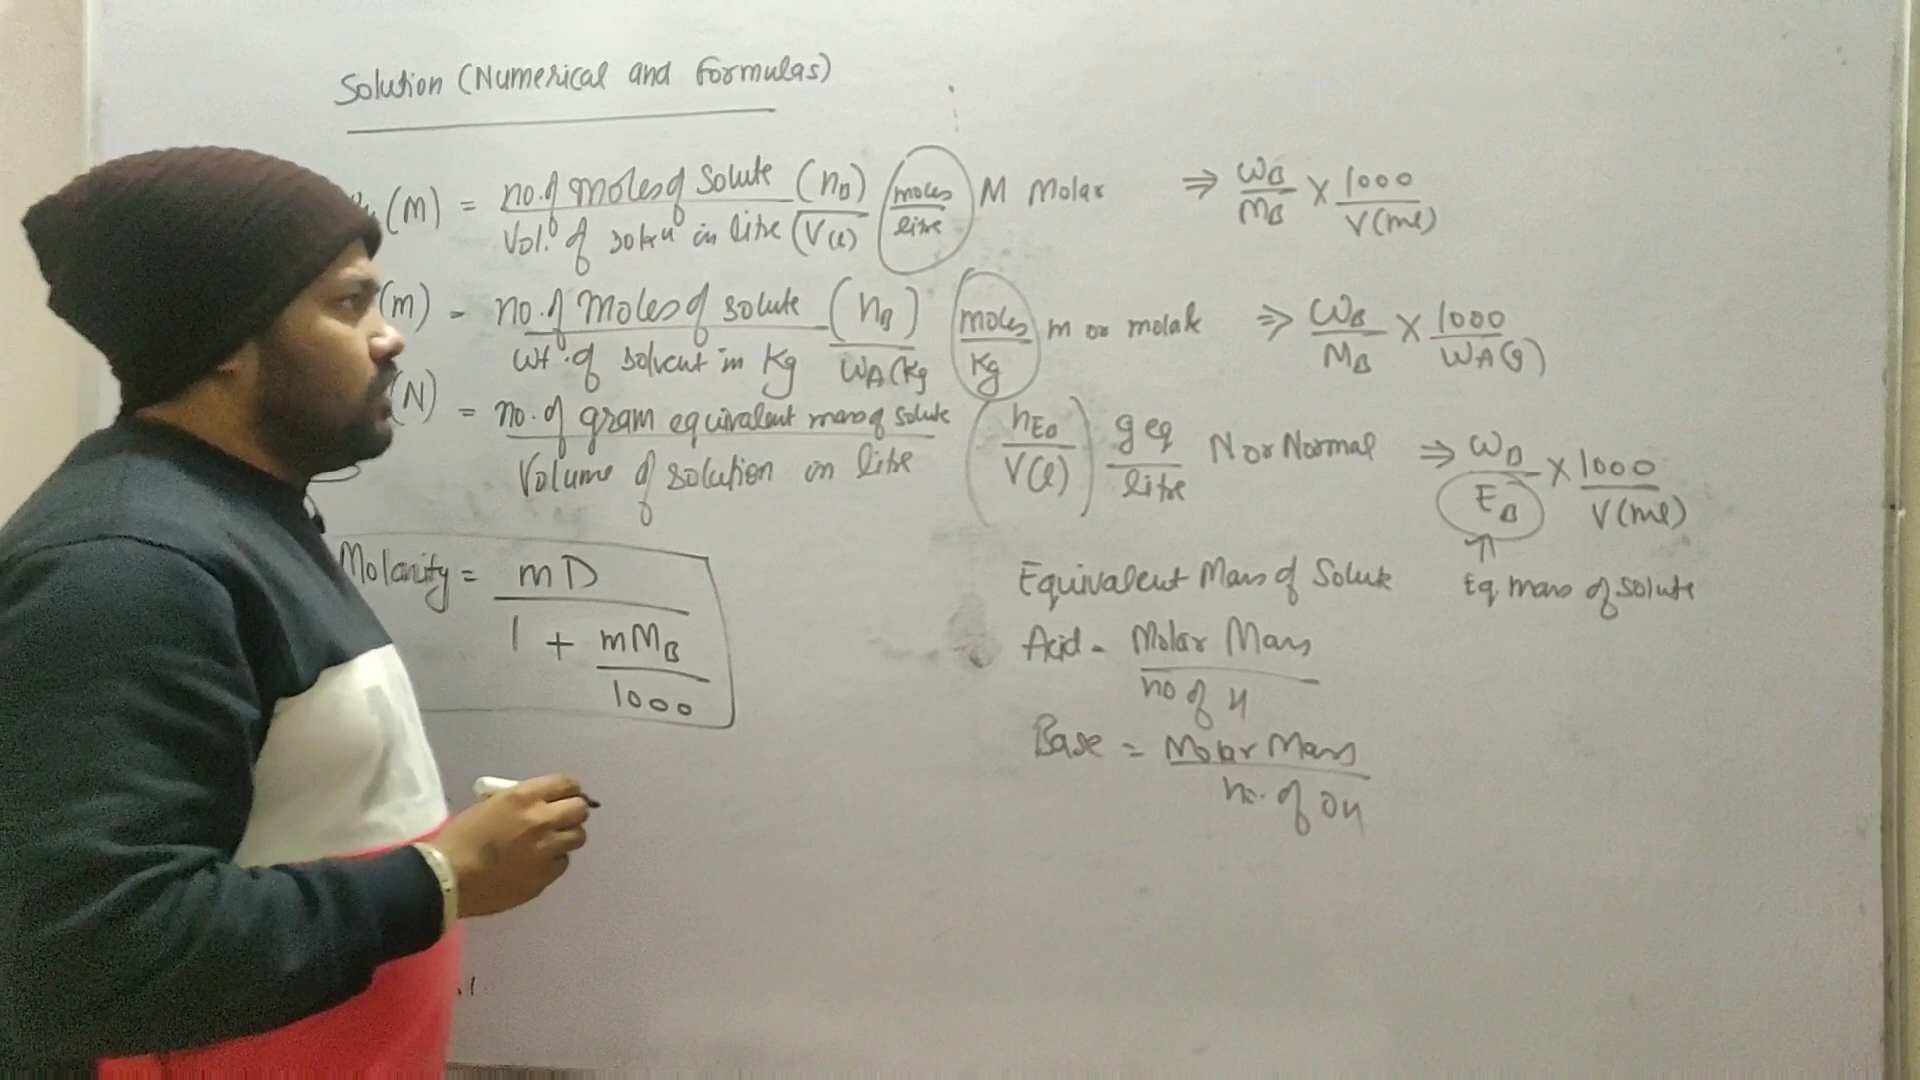 Solution (Numerical and Formulas)
(M) = no. of moles of Solute / Vol. of solun in litre (nB) / V(l) (moles / litre) M Molar ⇒ WB / MB × 1000 / V(ml)
(m) = no. of Moles of solute / Wt. of solvent in Kg (nB) / WA(Kg (moles / Kg) m or molal ⇒ WB / MB × 1000 / WA(g)
(N) = no. of gram equivalent mass of solute / Volume of solution in litre (nEB / V(l)) g eq / litre N or Normal ⇒ WB / EB × 1000 / V(ml)
Eq. mass of solute
Molarity = mD / 1 + mMB / 1000
Equivalent Mass of Solute
Acid = Molar Mass / no of H
Base = Molar Mass / no. of OH